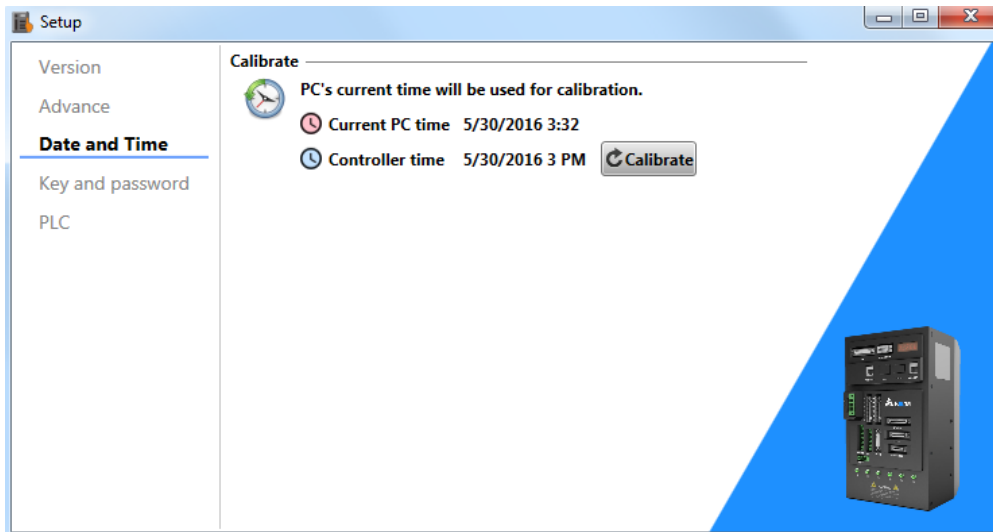 Setup
Version
Advance
Date and Time
Key and password
PLC
Calibrate
PC's current time will be used for calibration.
Current PC time 5/30/2016 3:32
Controller time 5/30/2016 3 PM Calibrate